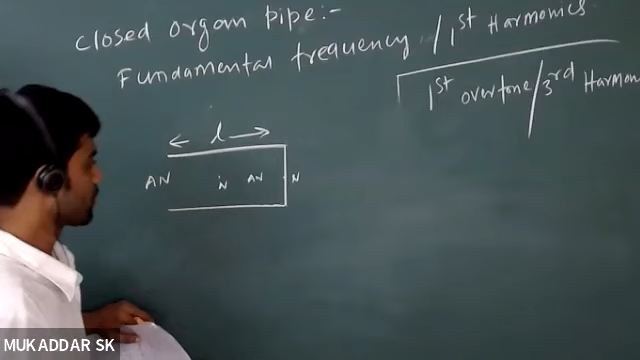 closed organ pipe:-
Fundamental frequency / 1st Harmonics
1st overtone/3rd Harmon
← l →
AN N AN N
MUKADDAR SK